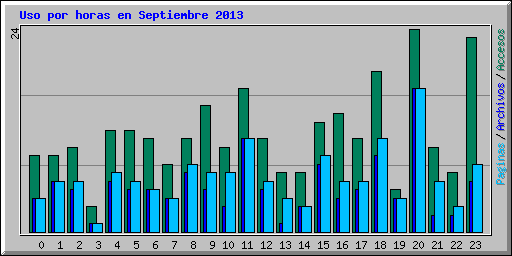 Uso por horas en Septiembre 2013
24
0 1 2 3 4 5 6 7 8 9 10 11 12 13 14 15 16 17 18 19 20 21 22 23
Paginas / Archivos / Accesos